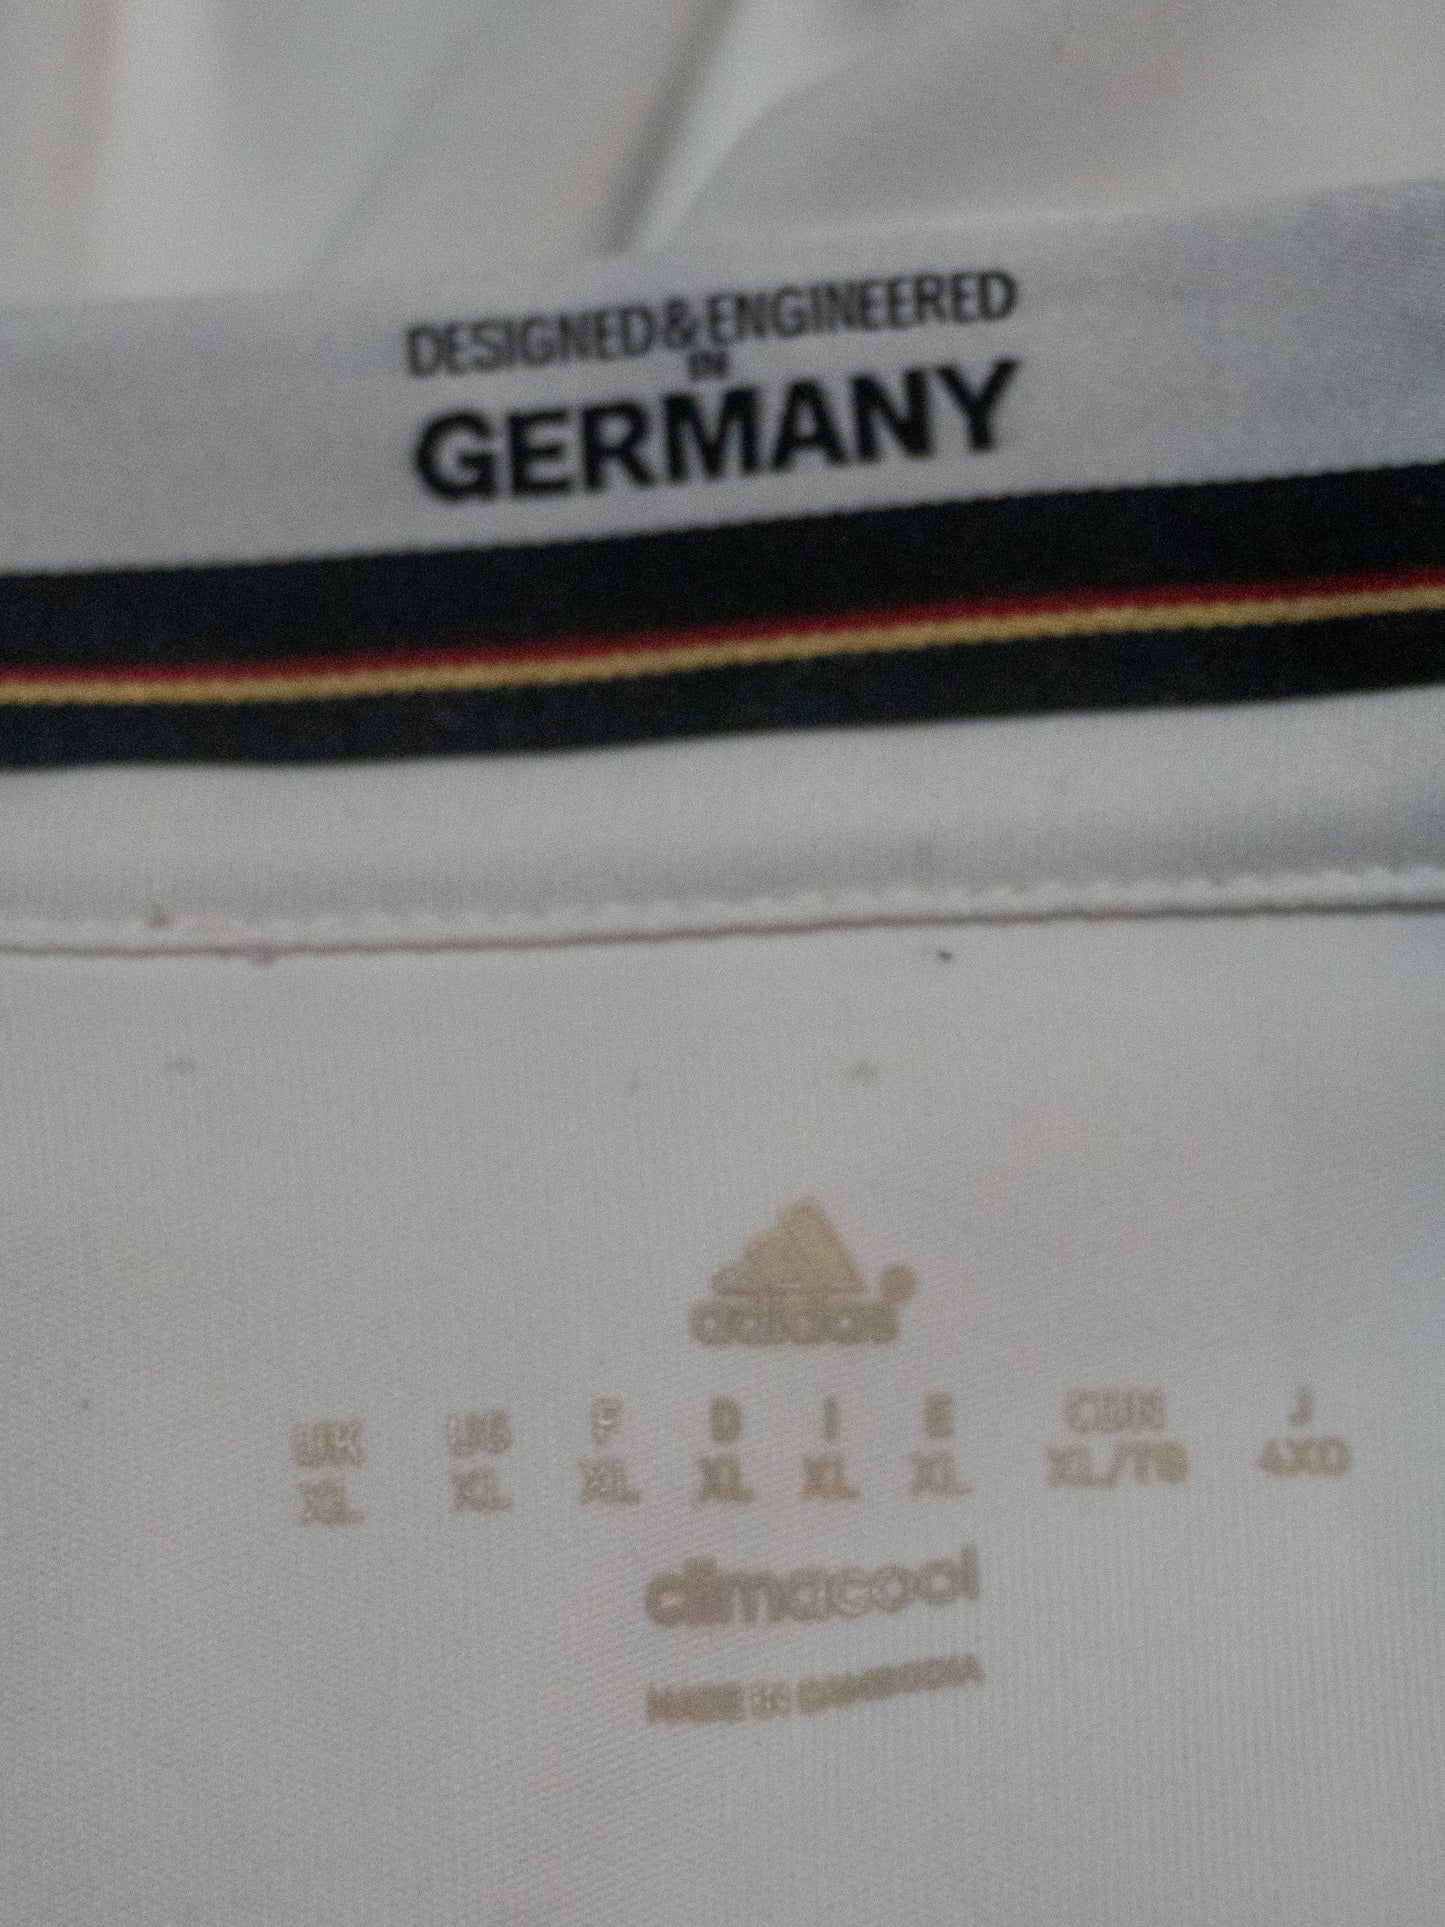 DESIGNED&ENGINEERED
IN
GERMANY
adidas
UK US F D I E CHN J
XL XL XL XL XL XL XL/TG 4XO
climacool
MADE IN CAMBODIA